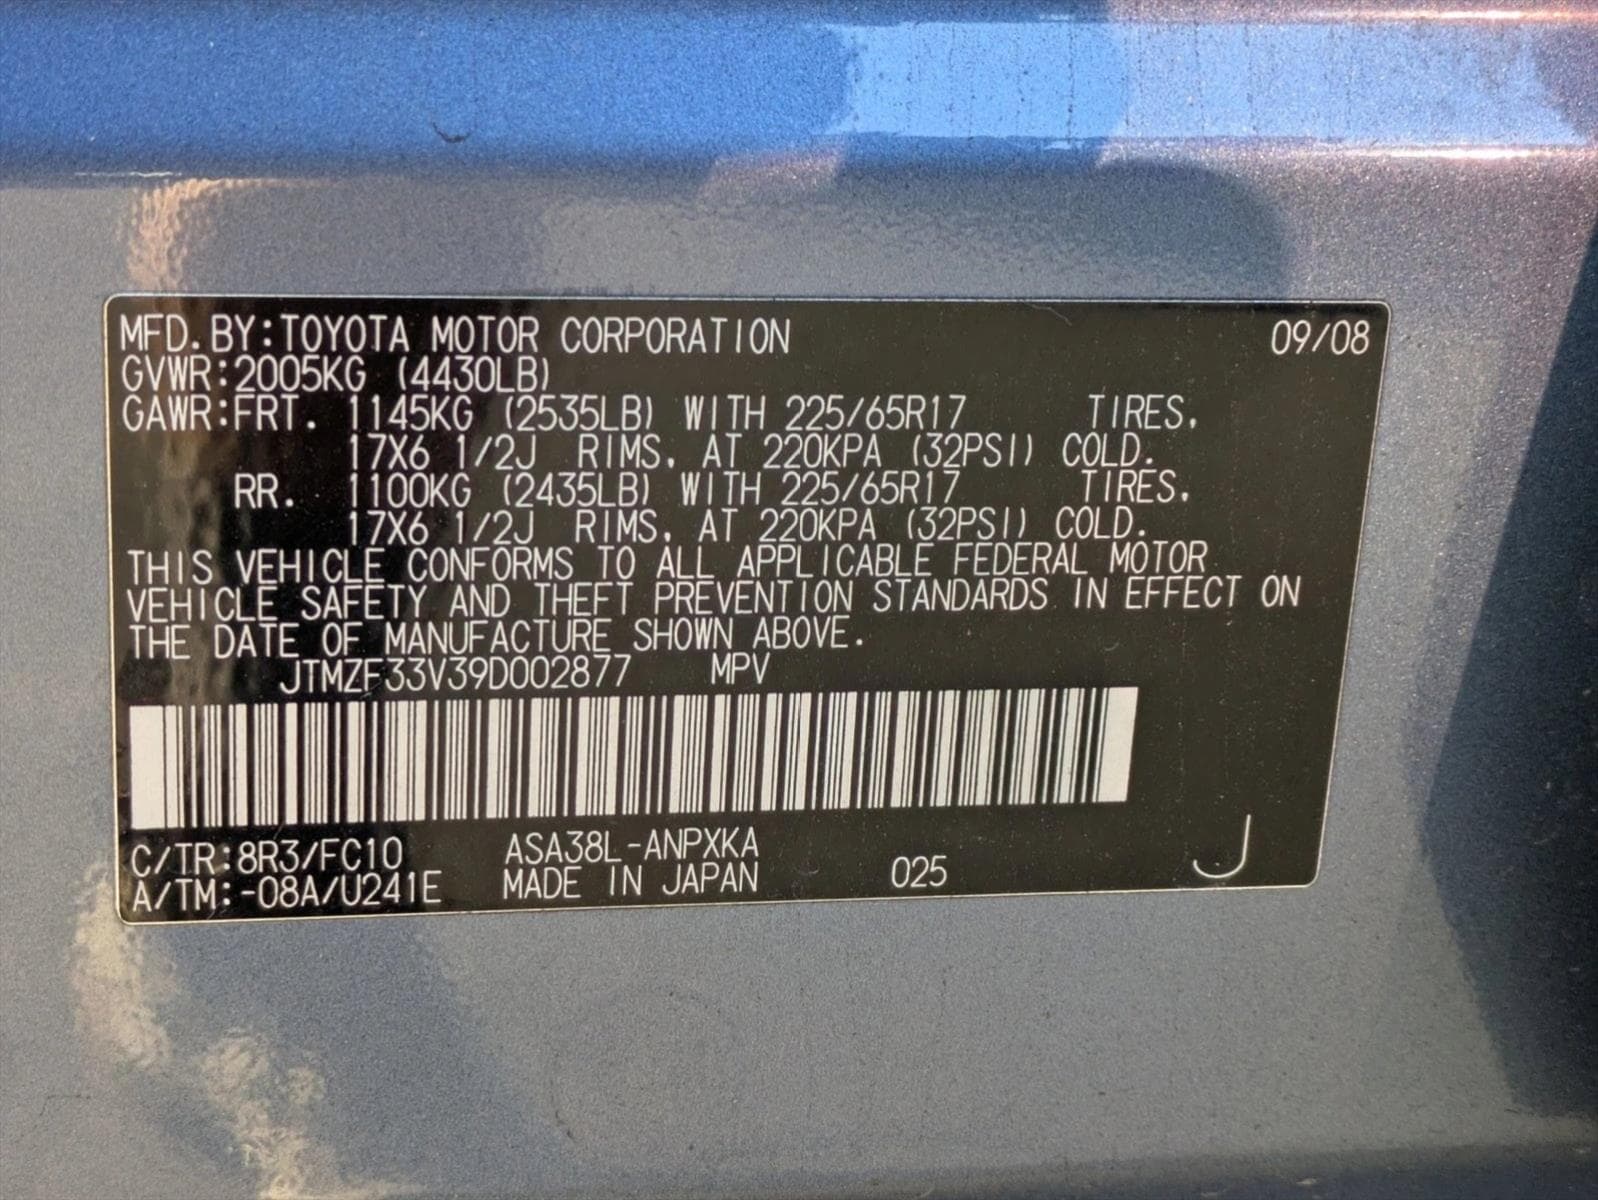 MFD. BY:TOYOTA MOTOR CORPORATION 09/08
GVWR:2005KG (4430LB)
GAWR:FRT. 1145KG (2535LB) WITH 225/65R17 TIRES,
17X6 1/2J RIMS, AT 220KPA (32PSI) COLD.
RR. 1100KG (2435LB) WITH 225/65R17 TIRES,
17X6 1/2J RIMS, AT 220KPA (32PSI) COLD.
THIS VEHICLE CONFORMS TO ALL APPLICABLE FEDERAL MOTOR
VEHICLE SAFETY AND THEFT PREVENTION STANDARDS IN EFFECT ON
THE DATE OF MANUFACTURE SHOWN ABOVE.
JTMZF33V39D002877 MPV
C/TR:8R3/FC10 ASA38L-ANPXKA
A/TM:-08A/U241E MADE IN JAPAN 025 J